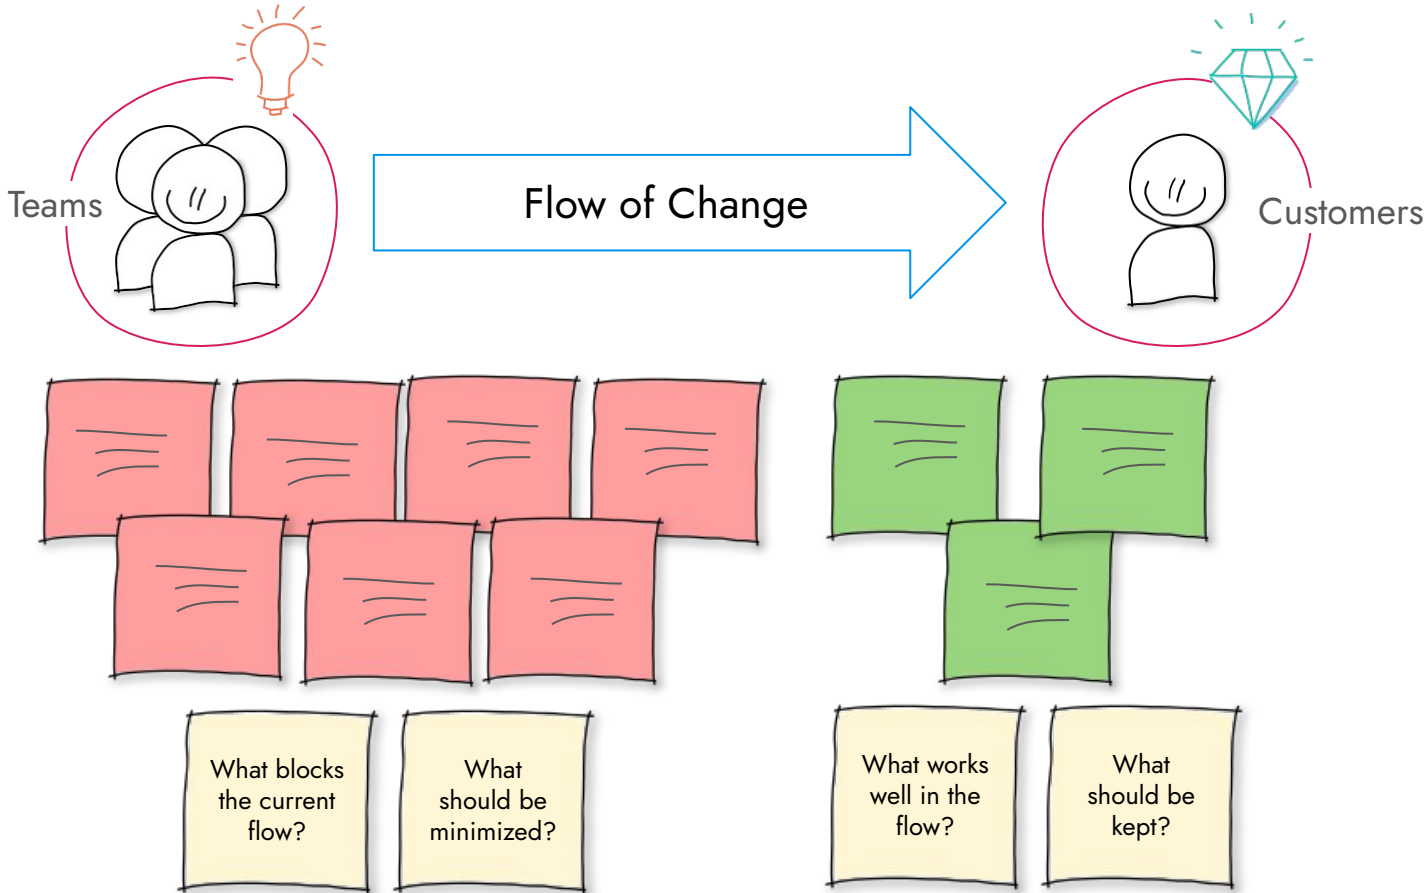 Teams
Flow of Change
Customers
What blocks
the current
flow?
What
should be
minimized?
What works
well in the
flow?
What
should be
kept?